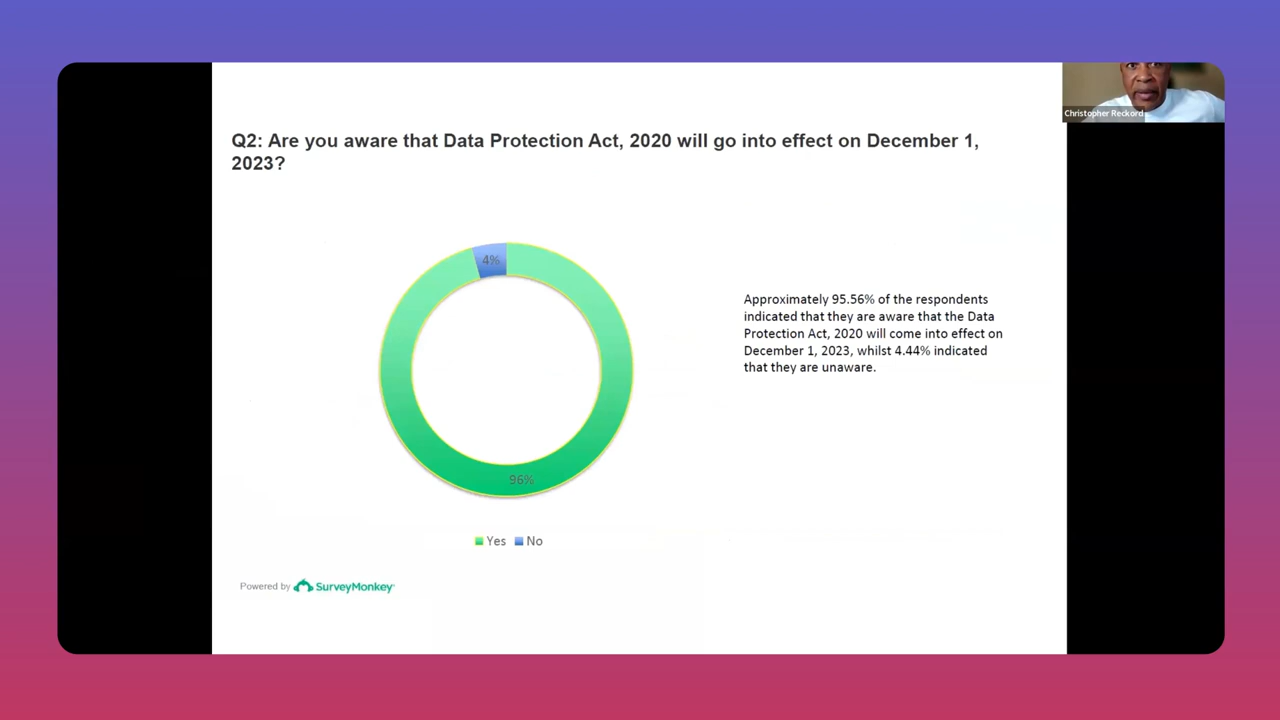 Christopher Reckord
Q2: Are you aware that Data Protection Act, 2020 will go into effect on December 1,
2023?
4%
Approximately 95.56% of the respondents
indicated that they are aware that the Data
Protection Act, 2020 will come into effect on
December 1, 2023, whilst 4.44% indicated
that they are unaware.
96%
Yes No
Powered by SurveyMonkey